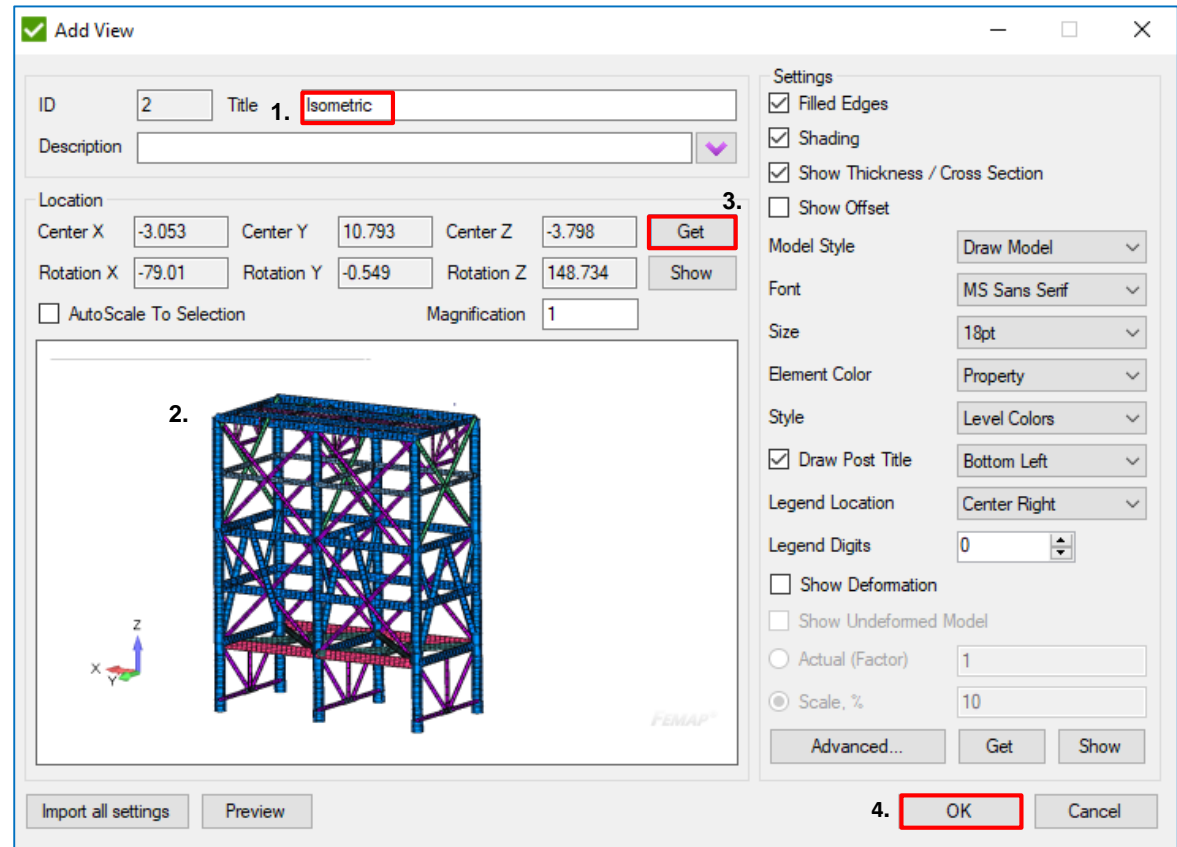 Add View
ID 2 Title 1. Isometric
Description
Location
3.
Center X -3.053 Center Y 10.793 Center Z -3.798 Get
Rotation X -79.01 Rotation Y -0.549 Rotation Z 148.734 Show
AutoScale To Selection Magnification 1
2.
Z
X
Y
FEMAP®
Settings
Filled Edges
Shading
Show Thickness / Cross Section
Show Offset
Model Style Draw Model
Font MS Sans Serif
Size 18pt
Element Color Property
Style Level Colors
Draw Post Title Bottom Left
Legend Location Center Right
Legend Digits 0
Show Deformation
Show Undeformed Model
Actual (Factor) 1
Scale, % 10
Advanced... Get Show
Import all settings Preview 4. OK Cancel